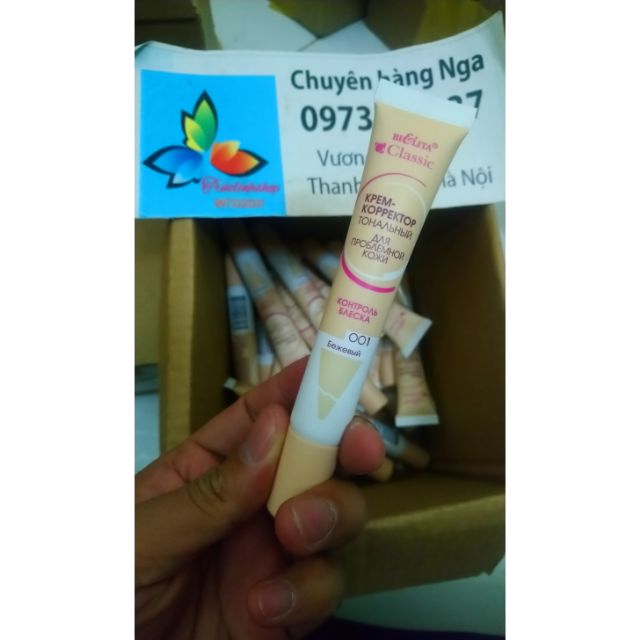 Chuyên hàng Nga
0973
Vươn
Thanh Hà Nội
BIELITA®
Classic
КРЕМ-
КОРРЕКТОР
ТОНАЛЬНЫЙ
ДЛЯ
ПРОБЛЕМНОЙ
КОЖИ
КОНТРОЛЬ
БЛЕСКА
001
Бежевый